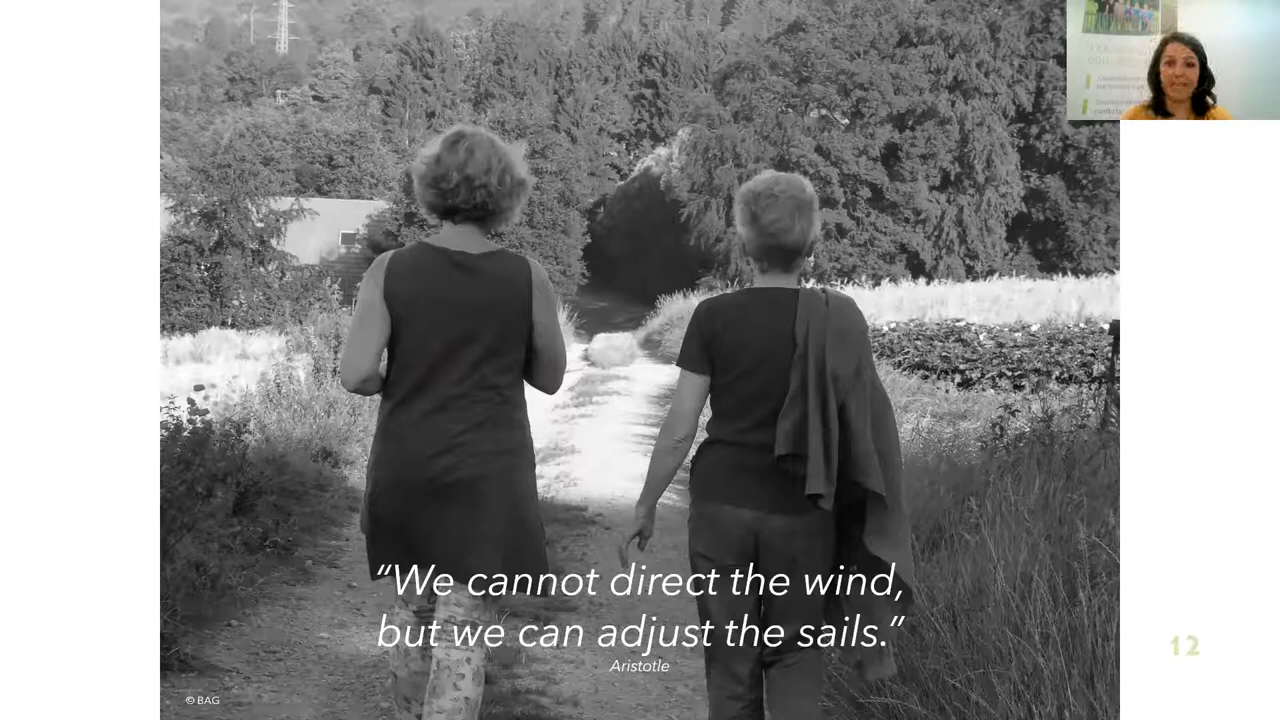 “We cannot direct the wind,
but we can adjust the sails.”
Aristotle
© BAG
12